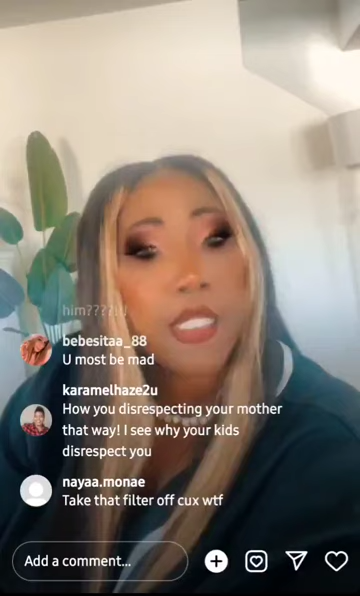 him????!!!
bebesitaa_88
U most be mad
karamelhaze2u
How you disrespecting your mother
that way! I see why your kids
disrespect you
nayaa.monae
Take that filter off cux wtf
Add a comment...